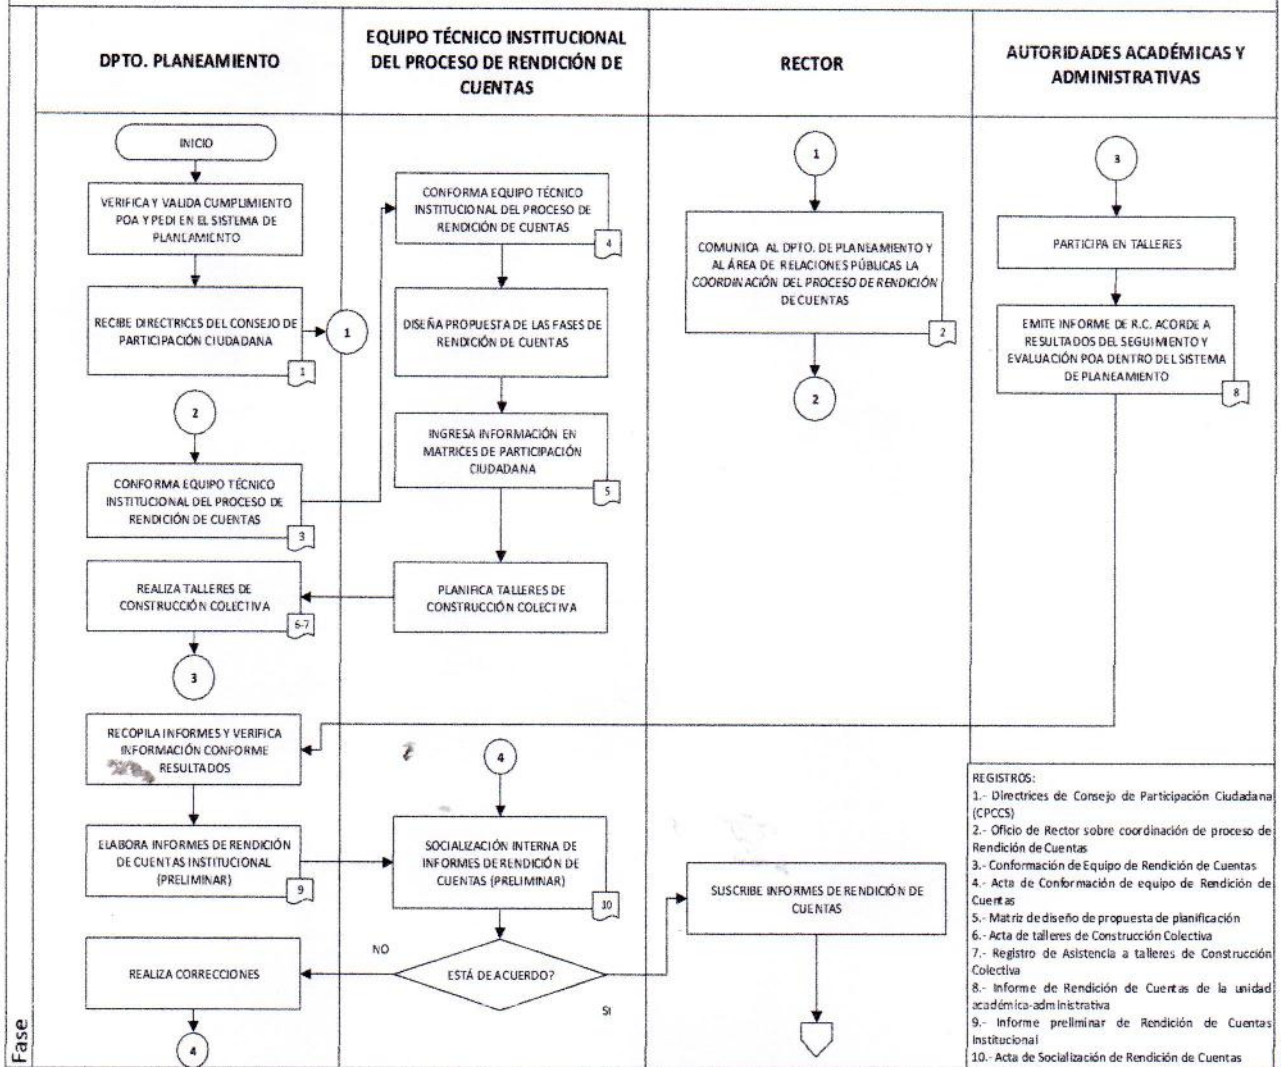 DPTO. PLANEAMIENTO
EQUIPO TÉCNICO INSTITUCIONAL
DEL PROCESO DE RENDICIÓN DE
CUENTAS
RECTOR
AUTORIDADES ACADÉMICAS Y
ADMINISTRATIVAS
INICIO
VERIFICA Y VALIDA CUMPLIMIENTO
POA Y PEDI EN EL SISTEMA DE
PLANEAMIENTO
RECIBE DIRECTRICES DEL CONSEJO DE
PARTICIPACIÓN CIUDADANA
1
1
2
CONFORMA EQUIPO TÉCNICO
INSTITUCIONAL DEL PROCESO DE
RENDICIÓN DE CUENTAS
3
REALIZA TALLERES DE
CONSTRUCCIÓN COLECTIVA
6-7
3
RECOPILA INFORMES Y VERIFICA
INFORMACIÓN CONFORME
RESULTADOS
ELABORA INFORMES DE RENDICIÓN
DE CUENTAS INSTITUCIONAL
(PRELIMINAR)
9
REALIZA CORRECCIONES
4
CONFORMA EQUIPO TÉCNICO
INSTITUCIONAL DEL PROCESO DE
RENDICIÓN DE CUENTAS
4
DISEÑA PROPUESTA DE LAS FASES DE
RENDICIÓN DE CUENTAS
INGRESA INFORMACIÓN EN
MATRICES DE PARTICIPACIÓN
CIUDADANA
5
PLANIFICA TALLERES DE
CONSTRUCCIÓN COLECTIVA
4
SOCIALIZACIÓN INTERNA DE
INFORMES DE RENDICIÓN DE
CUENTAS (PRELIMINAR)
10
NO
ESTÁ DE ACUERDO?
SI
1
COMUNICA AL DPTO. DE PLANEAMIENTO Y
AL ÁREA DE RELACIONES PÚBLICAS LA
COORDINACIÓN DEL PROCESO DE RENDICIÓN
DE CUENTAS
2
2
SUSCRIBE INFORMES DE RENDICIÓN DE
CUENTAS
3
PARTICIPA EN TALLERES
EMITE INFORME DE R.C. ACORDE A
RESULTADOS DEL SEGUIMIENTO Y
EVALUACIÓN POA DENTRO DEL SISTEMA
DE PLANEAMIENTO
8
REGISTROS:
1.- Directrices de Consejo de Participación Ciudadana
(CPCCS)
2.- Oficio de Rector sobre coordinación de proceso de
Rendición de Cuentas
3.- Conformación de Equipo de Rendición de Cuentas
4.- Acta de Conformación de equipo de Rendición de
Cuentas
5.- Matriz de diseño de propuesta de planificación
6.- Acta de talleres de Construcción Colectiva
7.- Registro de Asistencia a talleres de Construcción
Colectiva
8.- Informe de Rendición de Cuentas de la unidad
académica-administrativa
9.- Informe preliminar de Rendición de Cuentas
Institucional
10.- Acta de Socialización de Rendición de Cuentas
Fase